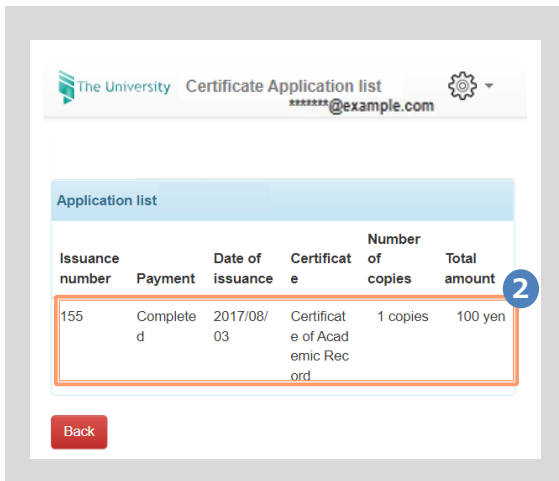 The University Certificate Application list
*******@example.com
Application list
Issuance number Payment Date of issuance Certificat e Number of copies Total amount
2
155 Complete d 2017/08/ 03 Certificat e of Acad emic Rec ord 1 copies 100 yen
Back